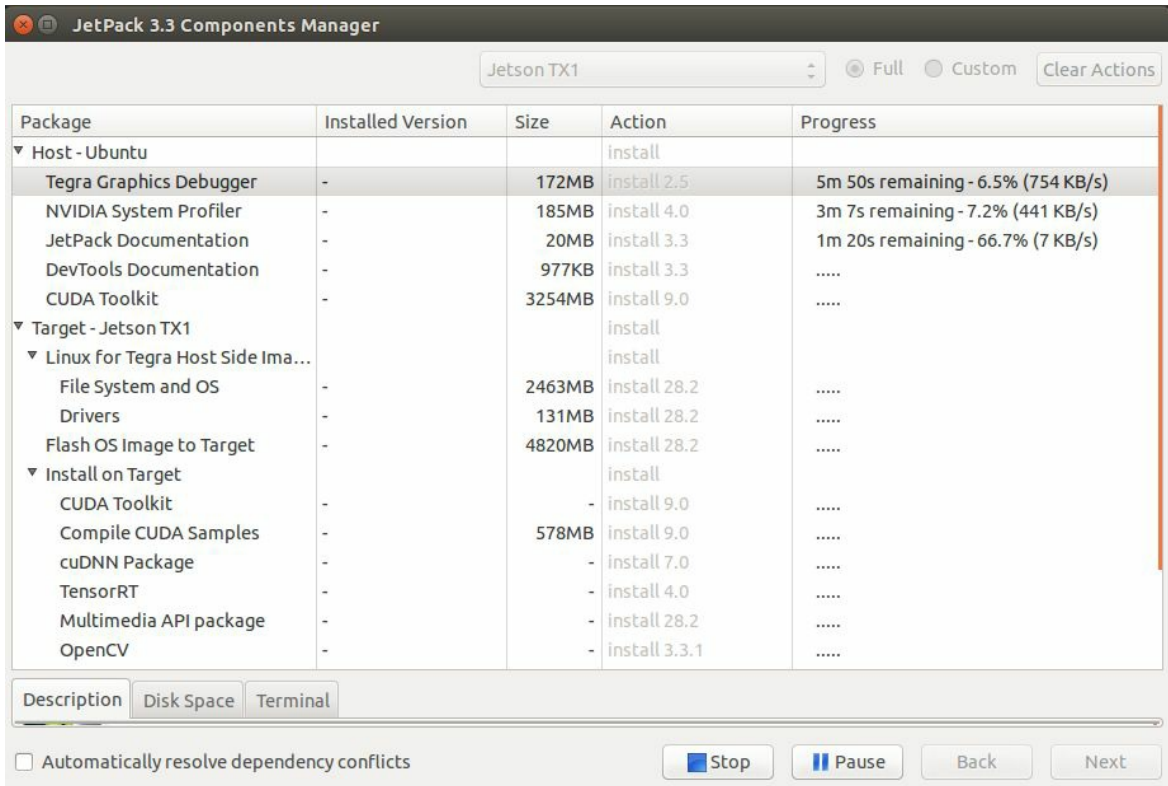 JetPack 3.3 Components Manager
Jetson TX1 Full Custom Clear Actions
Package Installed Version Size Action Progress
Host - Ubuntu install
Tegra Graphics Debugger - 172MB install 2.5 5m 50s remaining - 6.5% (754 KB/s)
NVIDIA System Profiler - 185MB install 4.0 3m 7s remaining - 7.2% (441 KB/s)
JetPack Documentation - 20MB install 3.3 1m 20s remaining - 66.7% (7 KB/s)
DevTools Documentation - 977KB install 3.3 .....
CUDA Toolkit - 3254MB install 9.0 .....
Target - Jetson TX1 install
Linux for Tegra Host Side Ima... install
File System and OS - 2463MB install 28.2 .....
Drivers - 131MB install 28.2 .....
Flash OS Image to Target - 4820MB install 28.2 .....
Install on Target install
CUDA Toolkit - - install 9.0 .....
Compile CUDA Samples - 578MB install 9.0 .....
cuDNN Package - - install 7.0 .....
TensorRT - - install 4.0 .....
Multimedia API package - - install 28.2 .....
OpenCV - - install 3.3.1 .....
Description Disk Space Terminal
Automatically resolve dependency conflicts Stop Pause Back Next